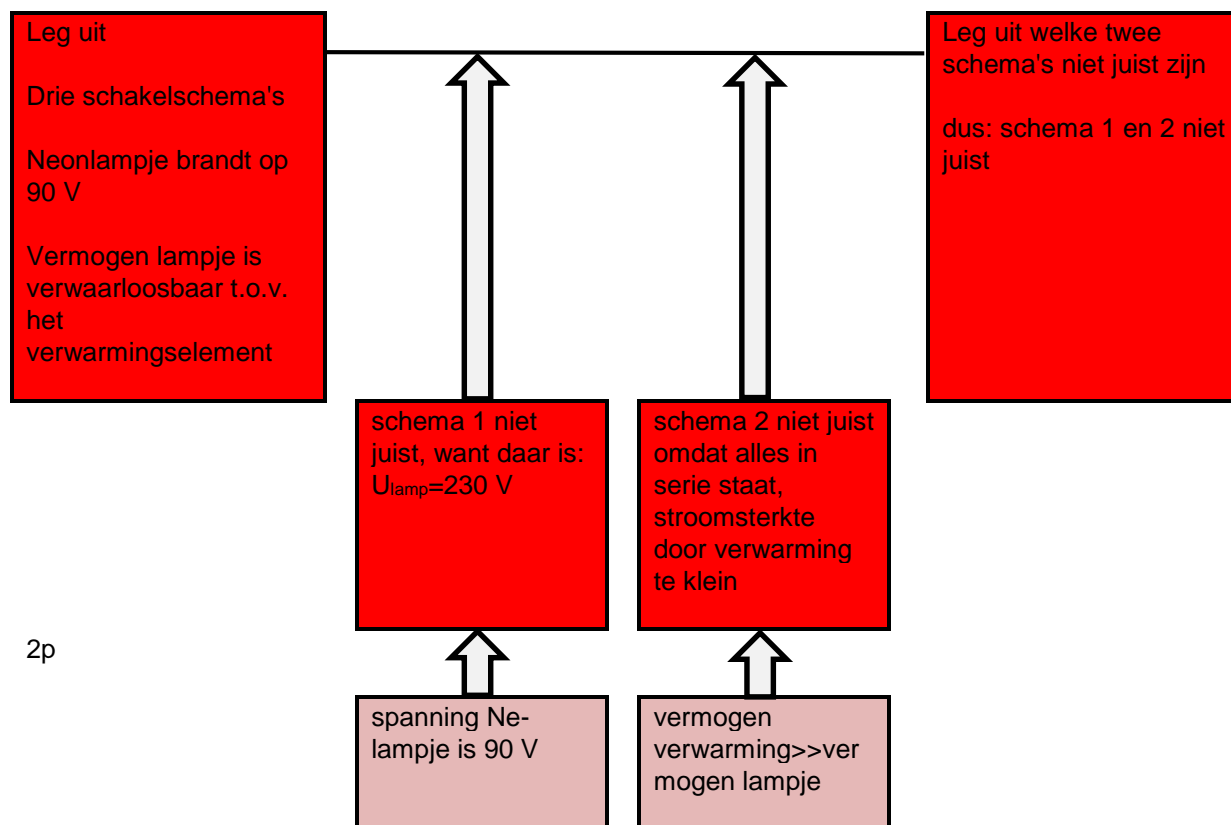 Leg uit
Drie schakelschema's
Neonlampje brandt op
90 V
Vermogen lampje is
verwaarloosbaar t.o.v.
het
verwarmingselement
Leg uit welke twee
schema's niet juist zijn
dus: schema 1 en 2 niet
juist
schema 1 niet
juist, want daar is:
Ulamp=230 V
schema 2 niet juist
omdat alles in
serie staat,
stroomsterkte
door verwarming
te klein
2p
spanning Ne-
lampje is 90 V
vermogen
verwarming>>ver
mogen lampje